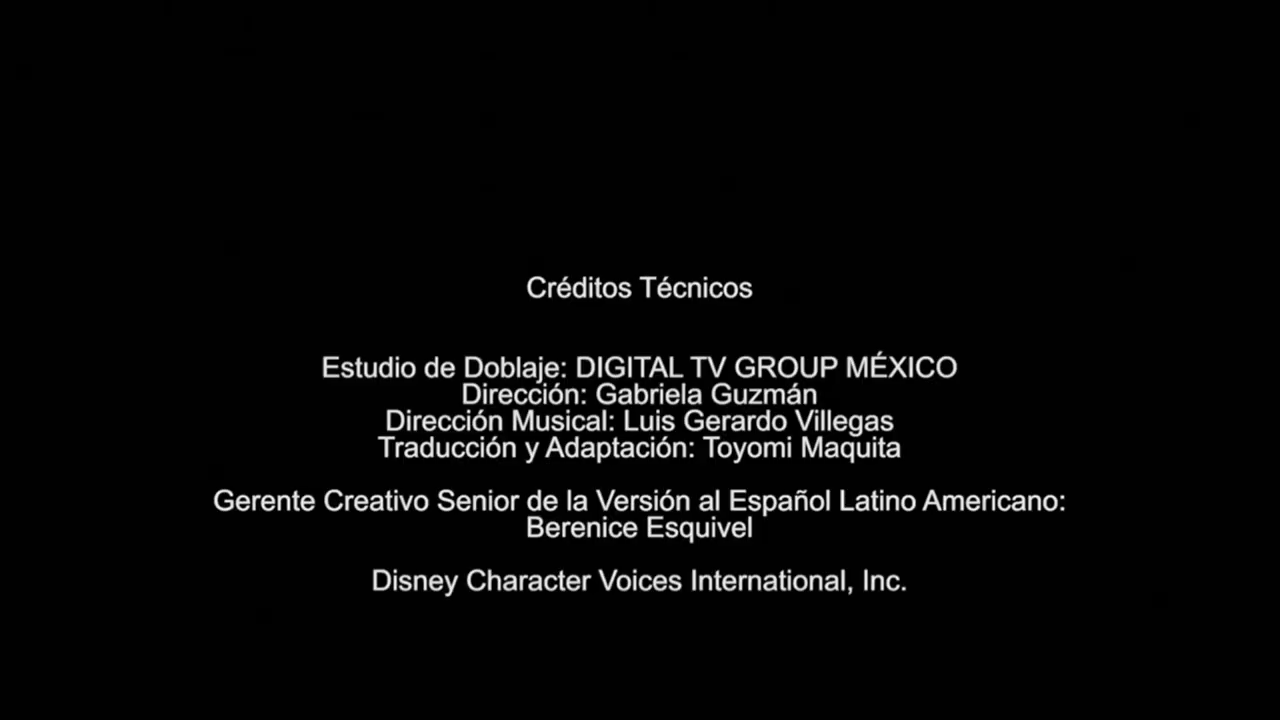 Créditos Técnicos
Estudio de Doblaje: DIGITAL TV GROUP MÉXICO
Dirección: Gabriela Guzmán
Dirección Musical: Luis Gerardo Villegas
Traducción y Adaptación: Toyomi Maquita
Gerente Creativo Senior de la Versión al Español Latino Americano:
Berenice Esquivel
Disney Character Voices International, Inc.